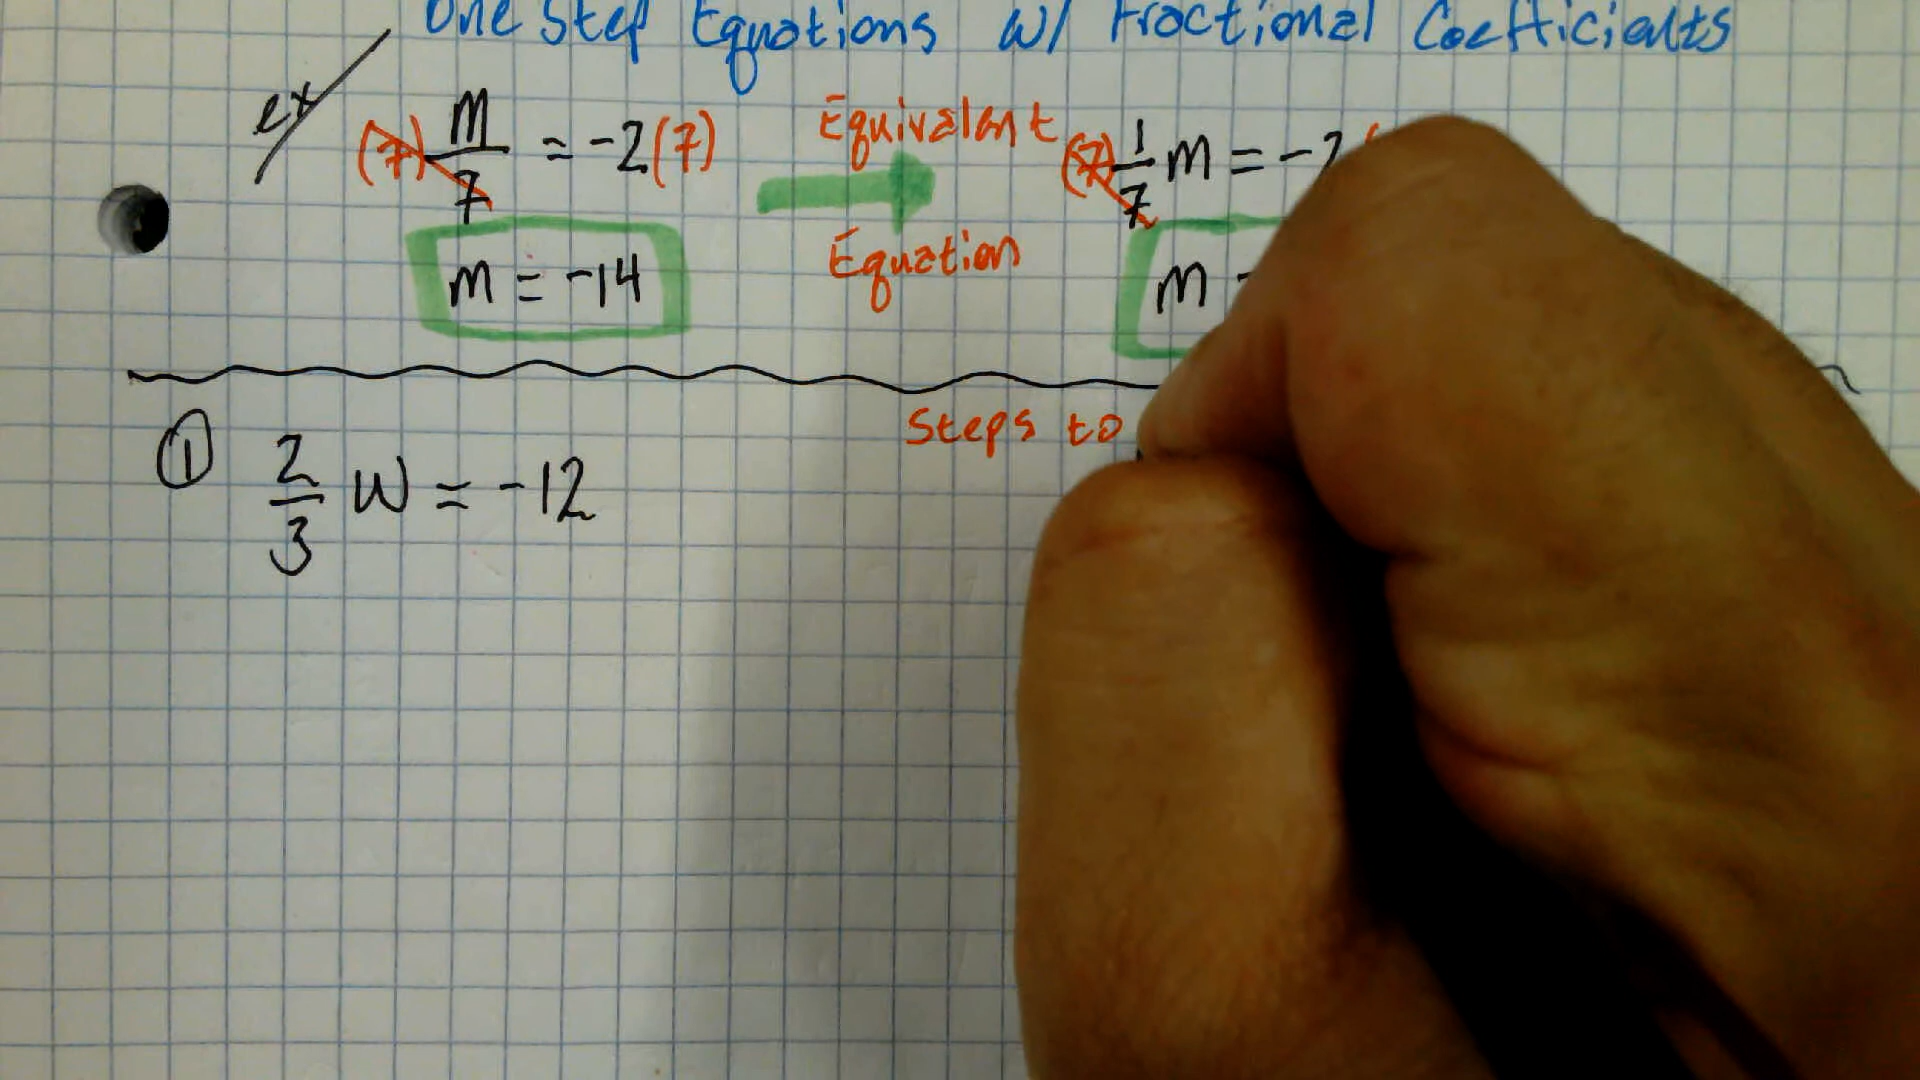 One Step Equations w/ Fractional Coefficients
ex
(7) m/7 = -2(7)
Equivalent
Equation
(7) 1/7 m = -2(
m = -14
m =
Steps to
① 2/3 W = -12